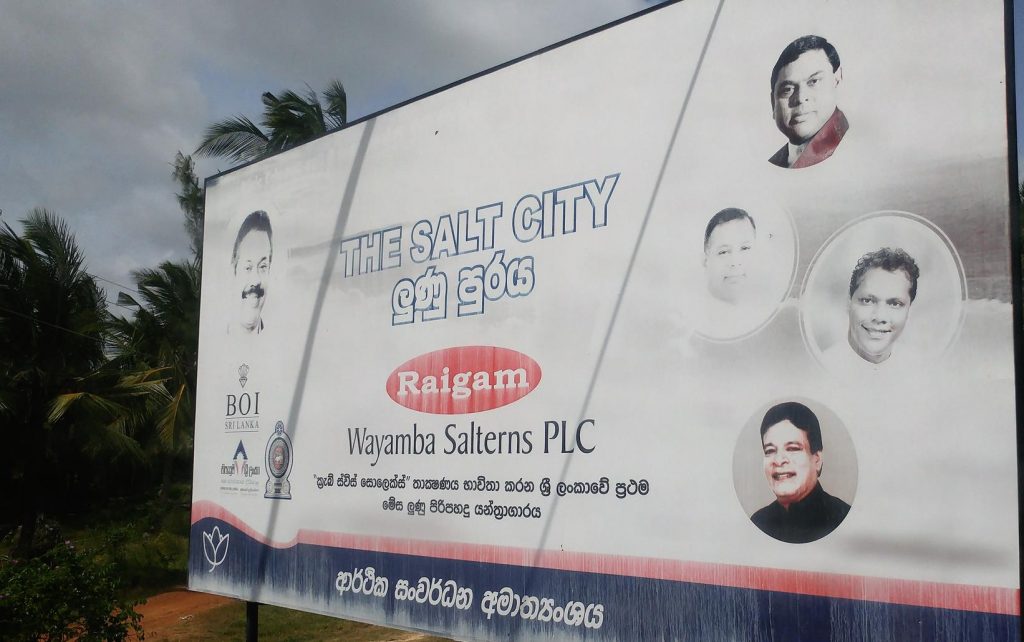 THE SALT CITY
ලුණු පුරය
Raigam
Wayamba Salterns PLC
"ක්‍රැබ් ස්විස් සොලෙක්ස්" තාක්ෂණය භාවිතා කරන ශ්‍රී ලංකාවේ ප්‍රථම
මේස ලුණු පිරිපහදු යන්ත්‍රාගාරය
BOI
SRI LANKA
ආර්ථික සංවර්ධන අමාත්‍යංශය